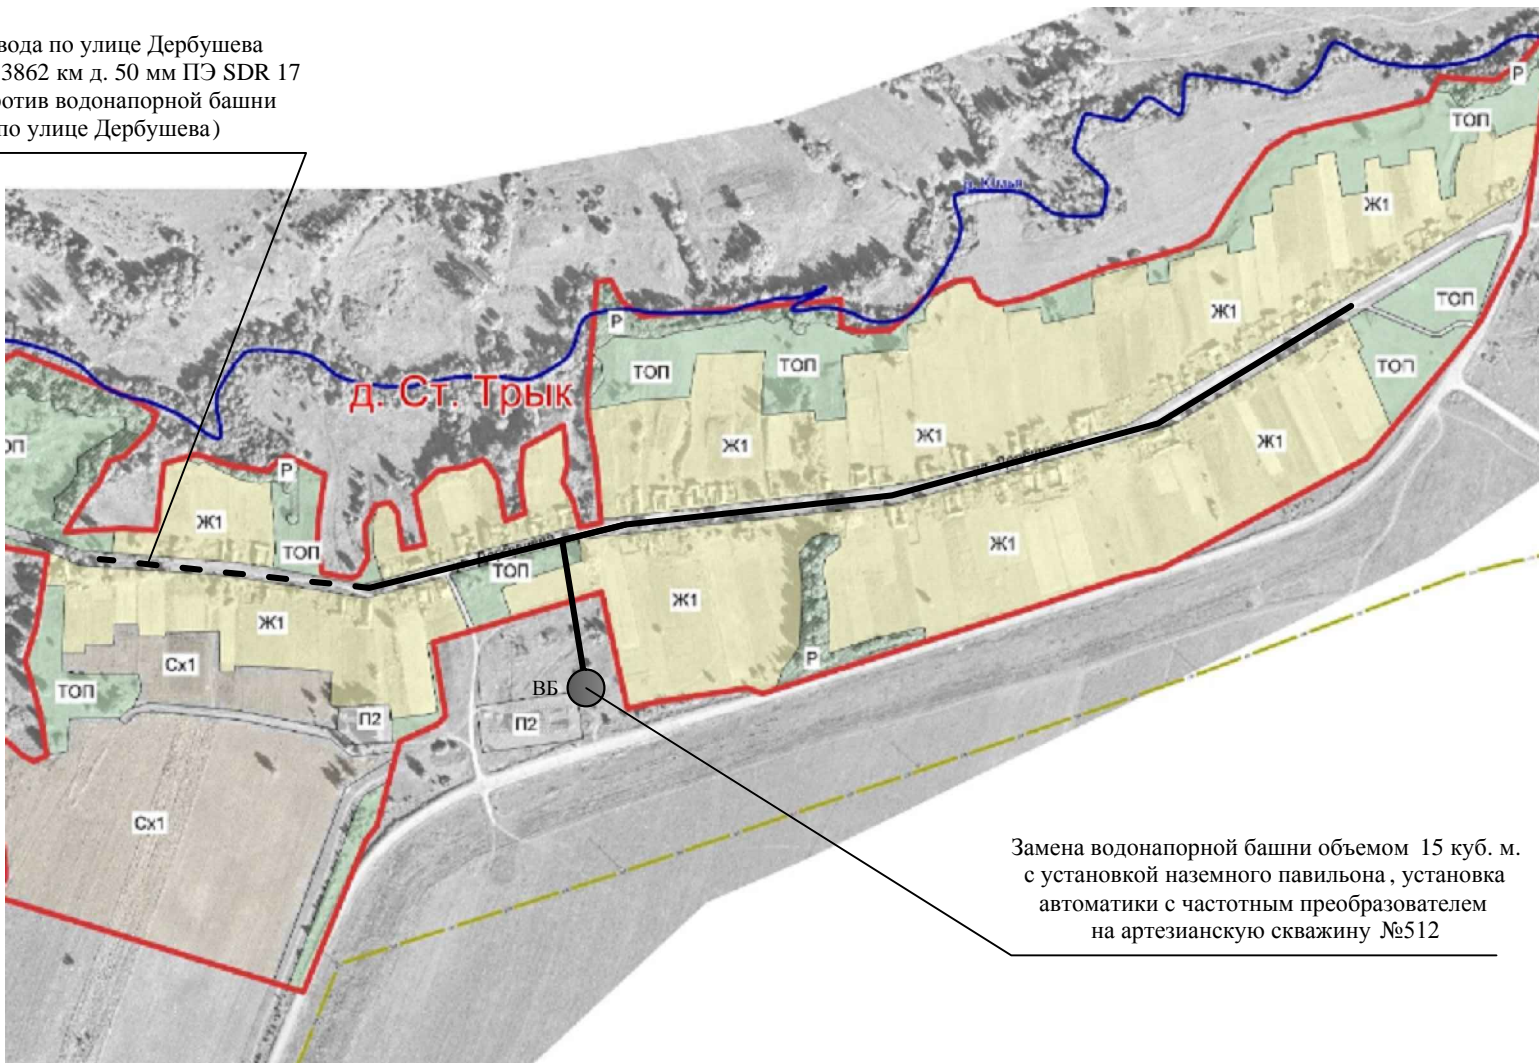 вода по улице Дербушева
3862 км д. 50 мм ПЭ SDR 17
ротив водонапорной башни
по улице Дербушева)
Р
ТОП
Ж1
р. Кильня
Ж1
ТОП
Р
ТОП
ТОП
ТОП
д. Ст. Трык
Ж1
Ж1
Ж1
ОП
Р
Ж1
ТОП
ТОП
Ж1
Ж1
Ж1
Сх1
Р
ТОП
ВБ
П2
П2
Сх1
Замена водонапорной башни объемом 15 куб. м.
с установкой наземного павильона, установка
автоматики с частотным преобразователем
на артезианскую скважину №512